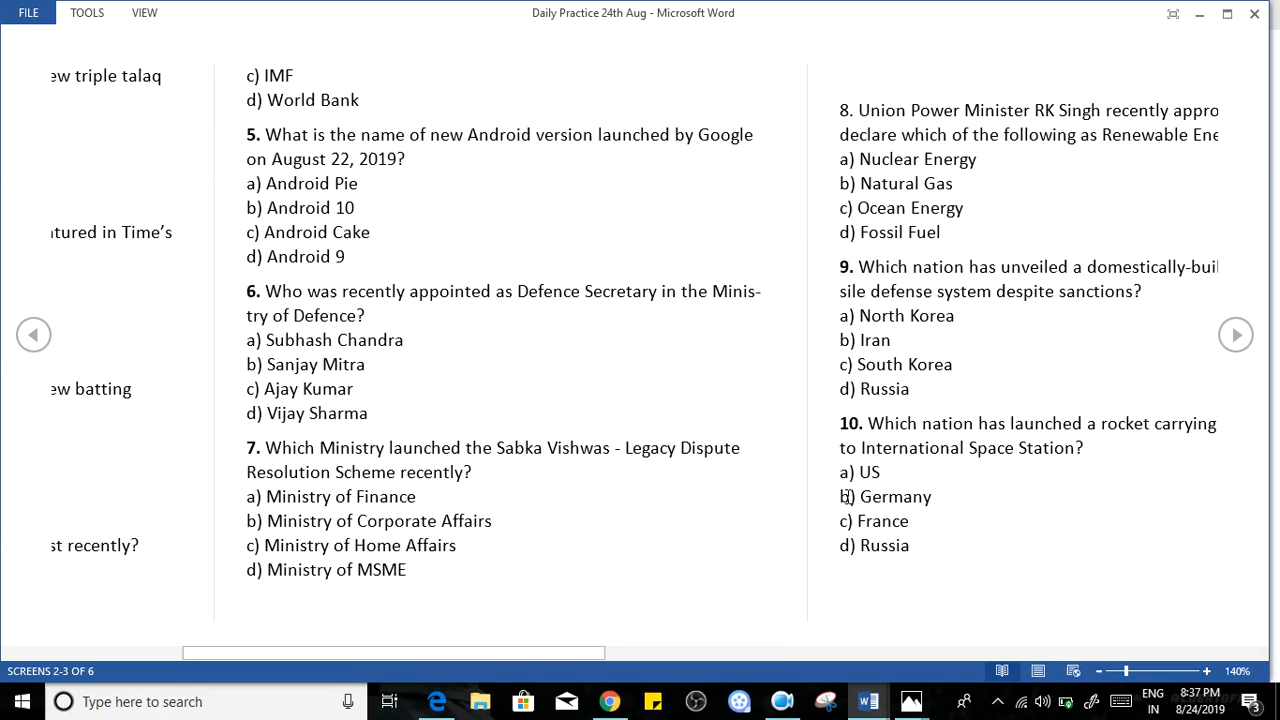 FILE TOOLS VIEW
Daily Practice 24th Aug - Microsoft Word
ew triple talaq
tured in Time's
ew batting
st recently?
c) IMF
d) World Bank
5. What is the name of new Android version launched by Google
on August 22, 2019?
a) Android Pie
b) Android 10
c) Android Cake
d) Android 9
6. Who was recently appointed as Defence Secretary in the Minis-
try of Defence?
a) Subhash Chandra
b) Sanjay Mitra
c) Ajay Kumar
d) Vijay Sharma
7. Which Ministry launched the Sabka Vishwas - Legacy Dispute
Resolution Scheme recently?
a) Ministry of Finance
b) Ministry of Corporate Affairs
c) Ministry of Home Affairs
d) Ministry of MSME
8. Union Power Minister RK Singh recently appro
declare which of the following as Renewable Ene
a) Nuclear Energy
b) Natural Gas
c) Ocean Energy
d) Fossil Fuel
9. Which nation has unveiled a domestically-buil
sile defense system despite sanctions?
a) North Korea
b) Iran
c) South Korea
d) Russia
10. Which nation has launched a rocket carrying
to International Space Station?
a) US
b) Germany
c) France
d) Russia
SCREENS 2-3 OF 6
140%
Type here to search
ENG
IN
8:37 PM
8/24/2019
3